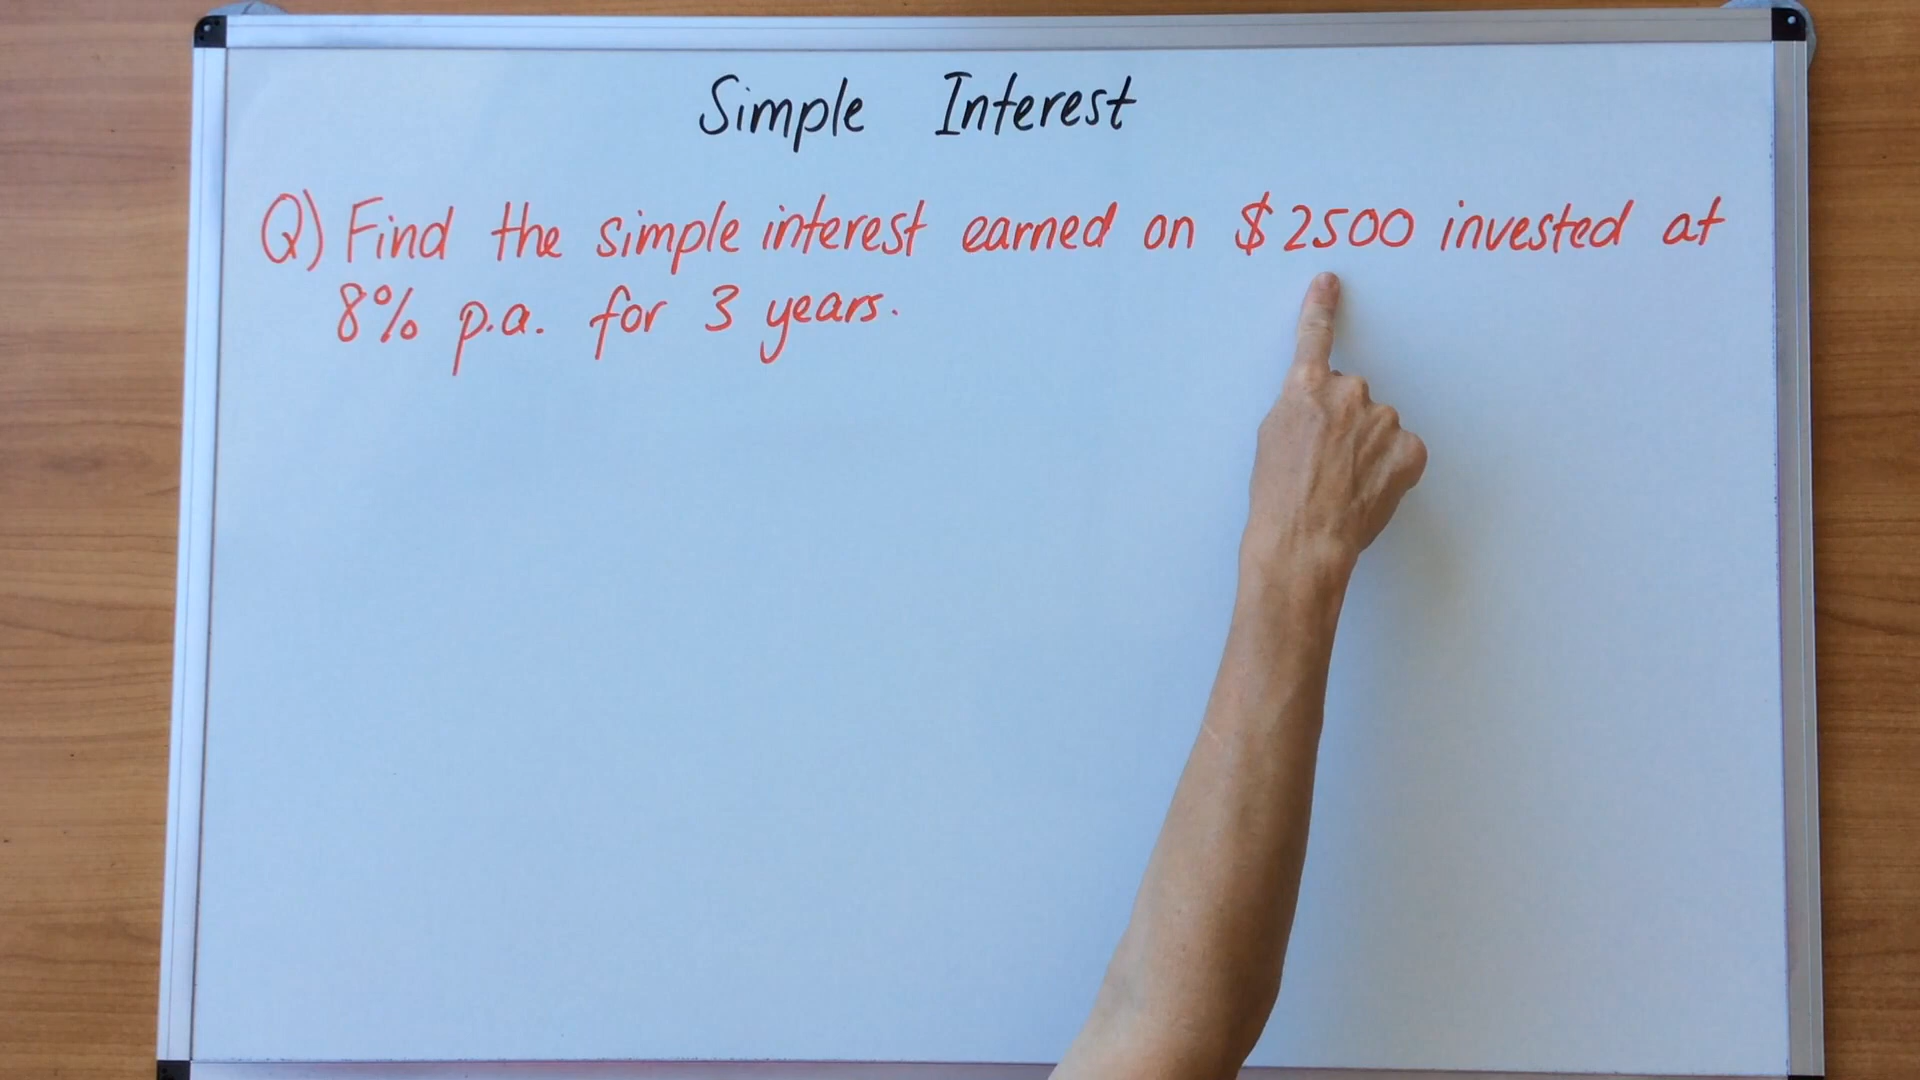 Simple Interest
Q) Find the simple interest earned on $2500 invested at
8% p.a. for 3 years.